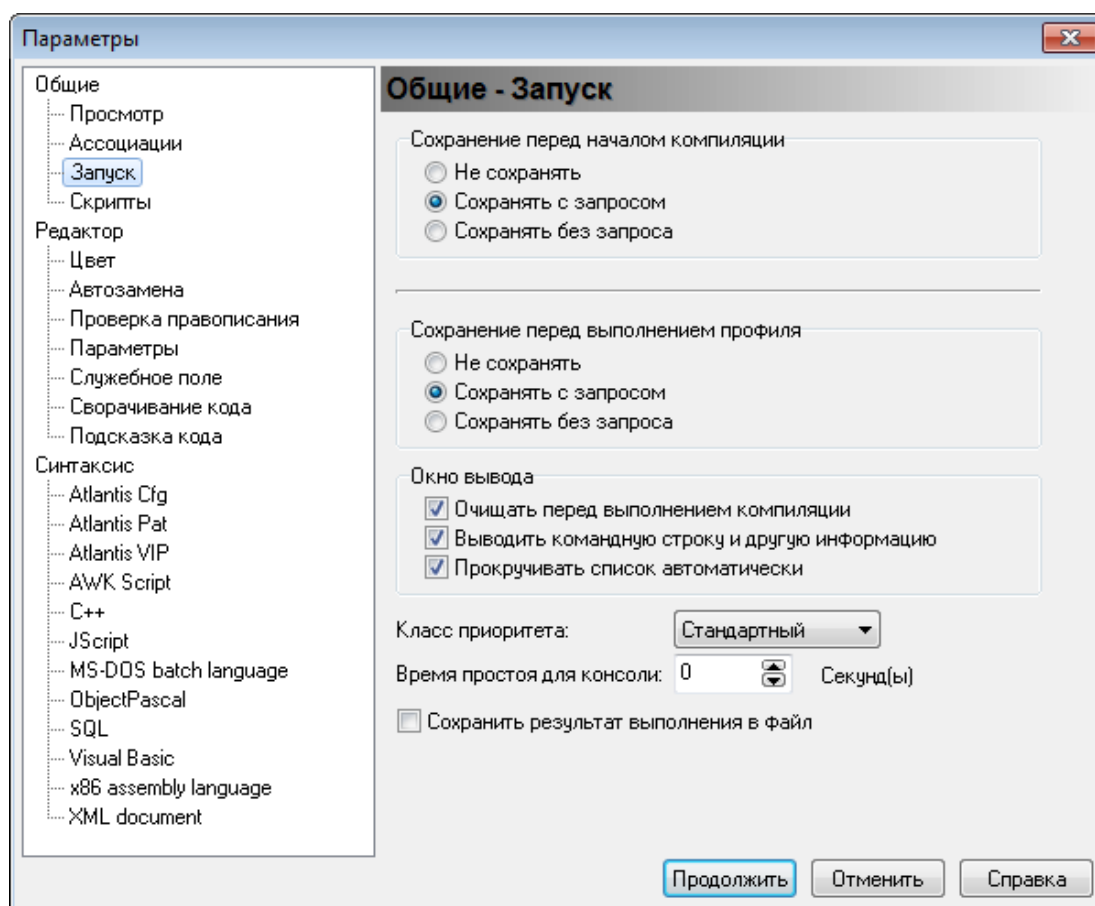 Параметры
Общие
Просмотр
Ассоциации
Запуск
Скрипты
Редактор
Цвет
Автозамена
Проверка правописания
Параметры
Служебное поле
Сворачивание кода
Подсказка кода
Синтаксис
Atlantis Cfg
Atlantis Pat
Atlantis VIP
AWK Script
C++
JScript
MS-DOS batch language
ObjectPascal
SQL
Visual Basic
x86 assembly language
XML document
Общие - Запуск
Сохранение перед началом компиляции
Не сохранять
Сохранять с запросом
Сохранять без запроса
Сохранение перед выполнением профиля
Не сохранять
Сохранять с запросом
Сохранять без запроса
Окно вывода
Очищать перед выполнением компиляции
Выводить командную строку и другую информацию
Прокручивать список автоматически
Класс приоритета: Стандартный
Время простоя для консоли: 0 Секунд(ы)
Сохранить результат выполнения в файл
Продолжить Отменить Справка